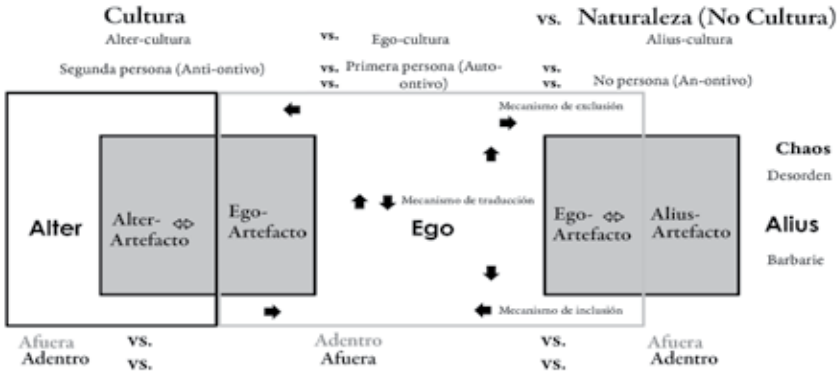 Cultura vs. Naturaleza (No Cultura)
Alter-cultura vs. Ego-cultura Alius-cultura
Segunda persona (Anti-ontivo) vs. Primera persona (Auto- vs.
vs. ontivo) vs. No persona (An-ontivo)
Mecanismo de exclusión
Chaos
Desorden
Mecanismo de traducción
Alter
Alter-
Artefacto
Ego-
Artefacto
Ego
Ego-
Artefacto
Alius-
Artefacto
Alius
Barbarie
Mecanismo de inclusión
Afuera vs. Adentro vs. Afuera
Adentro vs. Afuera vs. Adentro